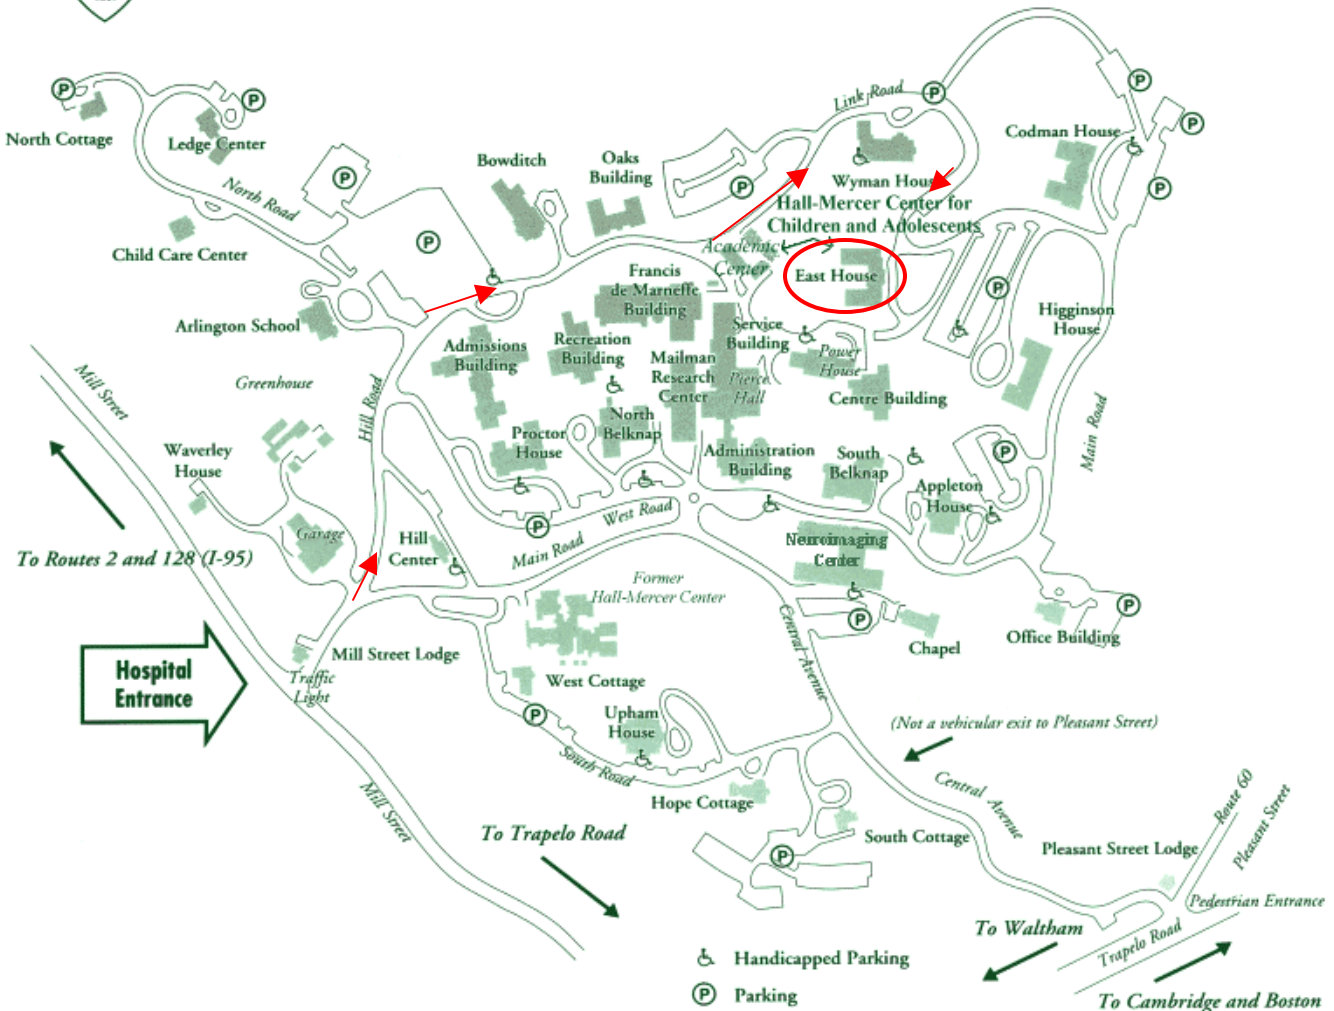 Link Road
P
P
P
P
P
North Cottage
Ledge Center
Codman House
Bowditch
Oaks
Building
P
P
P
Wyman House
Hall-Mercer Center for
Children and Adolescents
North Road
Child Care Center
P
Academic
Center
East House
Francis
de Marneffe
Building
P
Arlington School
Higginson
House
Service
Building
Admissions
Building
Recreation
Building
Mailman
Research
Center
Power
House
Pierce
Hall
Mill Street
Greenhouse
Hill Road
Centre Building
Main Road
North
Belknap
Proctor
House
Waverley
House
Administration
Building
South
Belknap
P
Appleton
House
West Road
P
Garage
Hill
Center
Main Road
Neuroimaging
Center
To Routes 2 and 128 (I-95)
Former
Hall-Mercer Center
Central Avenue
P
P
Office Building
Chapel
Hospital
Entrance
Mill Street Lodge
Traffic
Light
West Cottage
P
Upham
House
South Road
(Not a vehicular exit to Pleasant Street)
Central Avenue
Hope Cottage
Mill Street
To Trapelo Road
South Cottage
P
Route 60
Pleasant Street
Pleasant Street Lodge
Pedestrian Entrance
To Waltham
Trapelo Road
Handicapped Parking
P Parking
To Cambridge and Boston